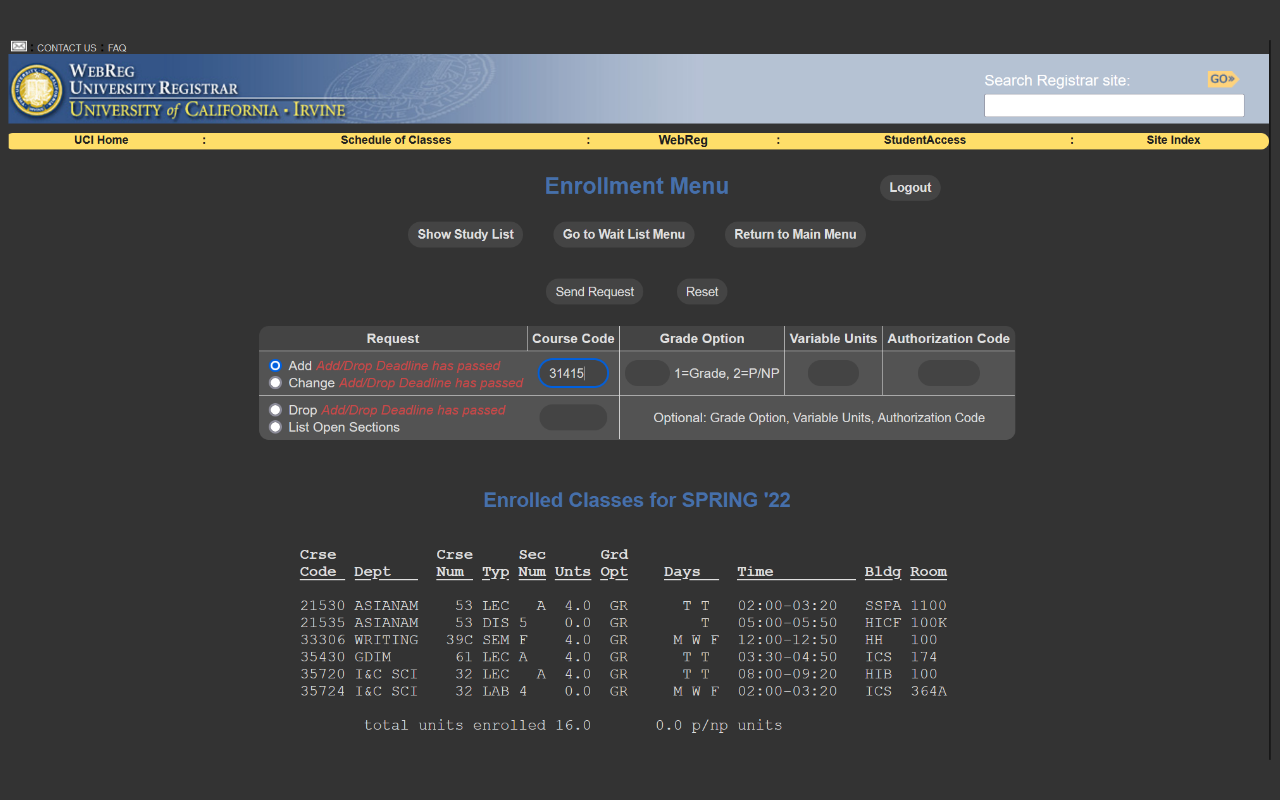 : CONTACT US : FAQ
WebReg
University Registrar
University of California · Irvine
Search Registrar site: GO»
UCI Home : Schedule of Classes : WebReg : StudentAccess : Site Index
Enrollment Menu Logout
Show Study List Go to Wait List Menu Return to Main Menu
Send Request Reset
Request Course Code Grade Option Variable Units Authorization Code
Add Add/Drop Deadline has passed
Change Add/Drop Deadline has passed
31415 1=Grade, 2=P/NP
Drop Add/Drop Deadline has passed
List Open Sections
Optional: Grade Option, Variable Units, Authorization Code
Enrolled Classes for SPRING '22
Crse Crse Sec Grd
Code Dept Num Typ Num Unts Opt Days Time Bldg Room
21530 ASIANAM 53 LEC A 4.0 GR T T 02:00-03:20 SSPA 1100
21535 ASIANAM 53 DIS 5 0.0 GR T 05:00-05:50 HICF 100K
33306 WRITING 39C SEM F 4.0 GR M W F 12:00-12:50 HH 100
35430 GDIM 61 LEC A 4.0 GR T T 03:30-04:50 ICS 174
35720 I&C SCI 32 LEC A 4.0 GR T T 08:00-09:20 HIB 100
35724 I&C SCI 32 LAB 4 0.0 GR M W F 02:00-03:20 ICS 364A
total units enrolled 16.0 0.0 p/np units